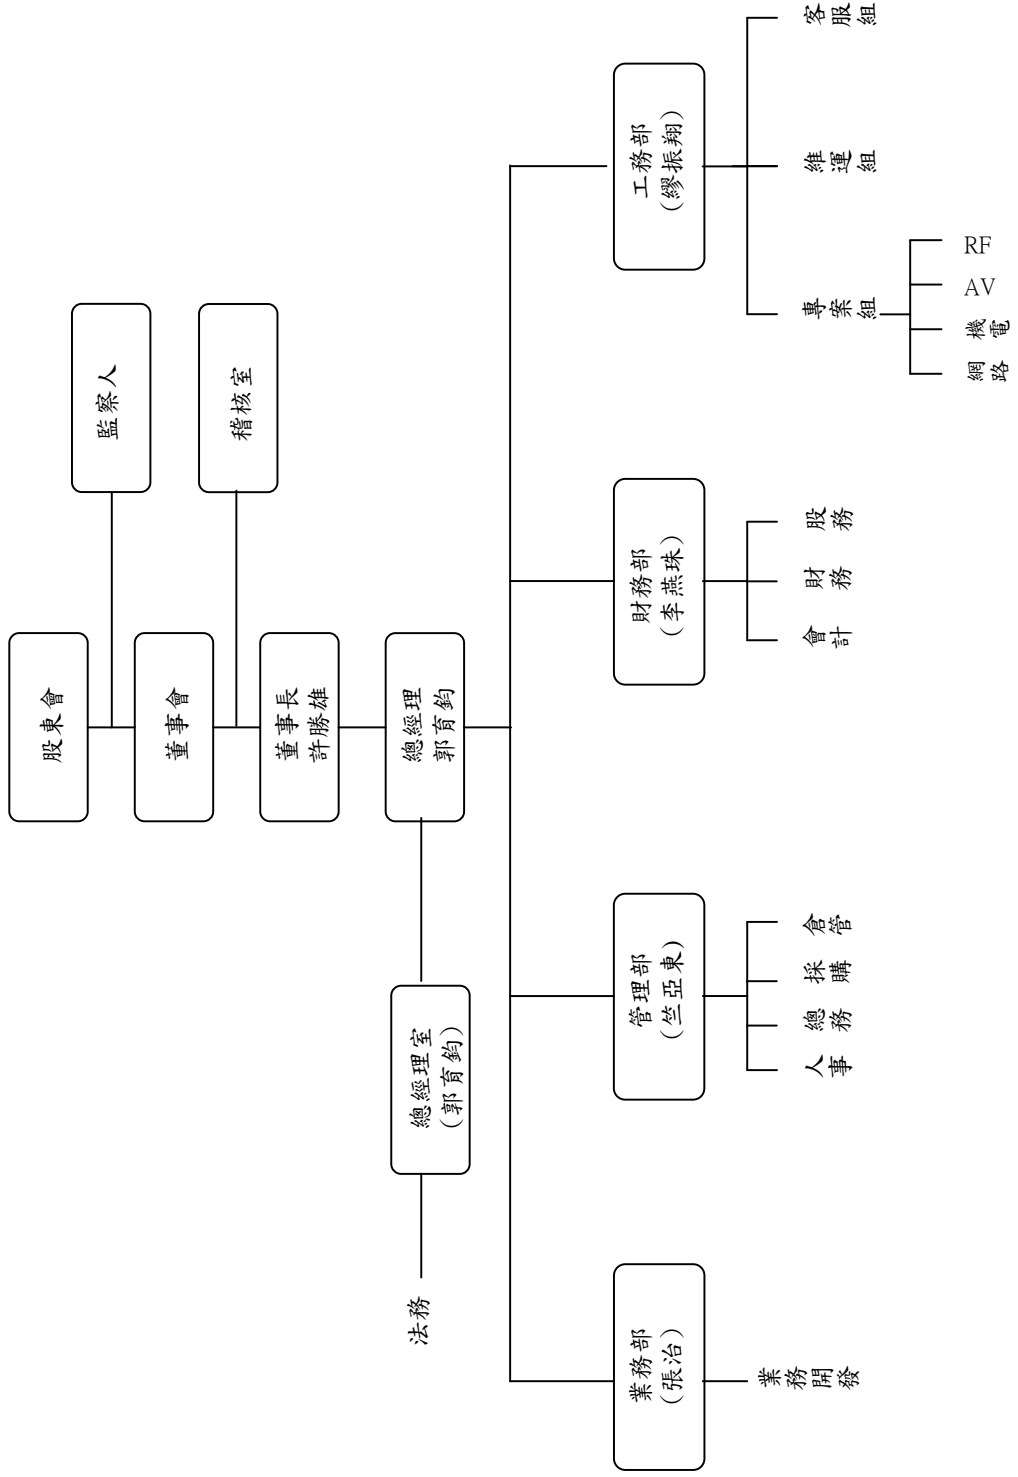 股東會
監察人
董事會
稽核室
董事長
許勝雄
總經理
郭育鈞
總經理室
(郭育鈞)
法務
業務部
(張治)
業務開發
管理部
(竺亞東)
人事
總務
採購
倉管
財務部
(李燕珠)
會計
財務
股務
工務部
(繆振翔)
專案組
網路
機電
AV
RF
維運組
客服組